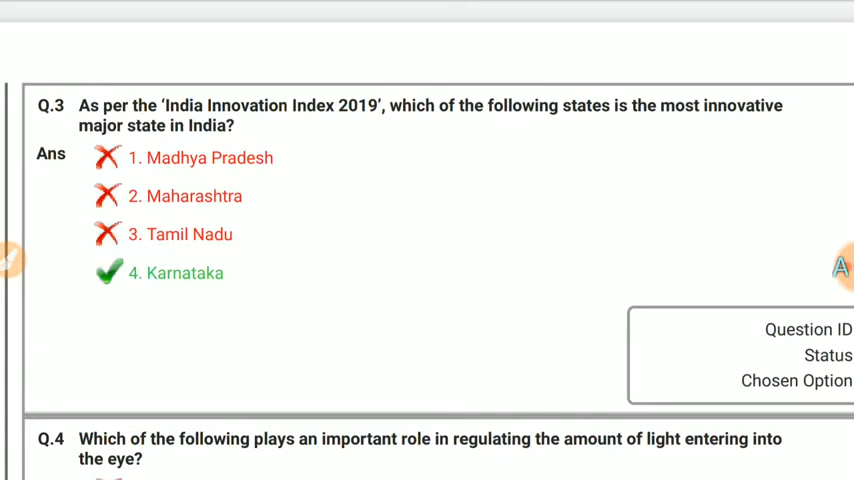 Q.3 As per the ‘India Innovation Index 2019’, which of the following states is the most innovative
major state in India?
Ans 1. Madhya Pradesh
2. Maharashtra
3. Tamil Nadu
4. Karnataka
A
Question ID
Status
Chosen Option
Q.4 Which of the following plays an important role in regulating the amount of light entering into
the eye?